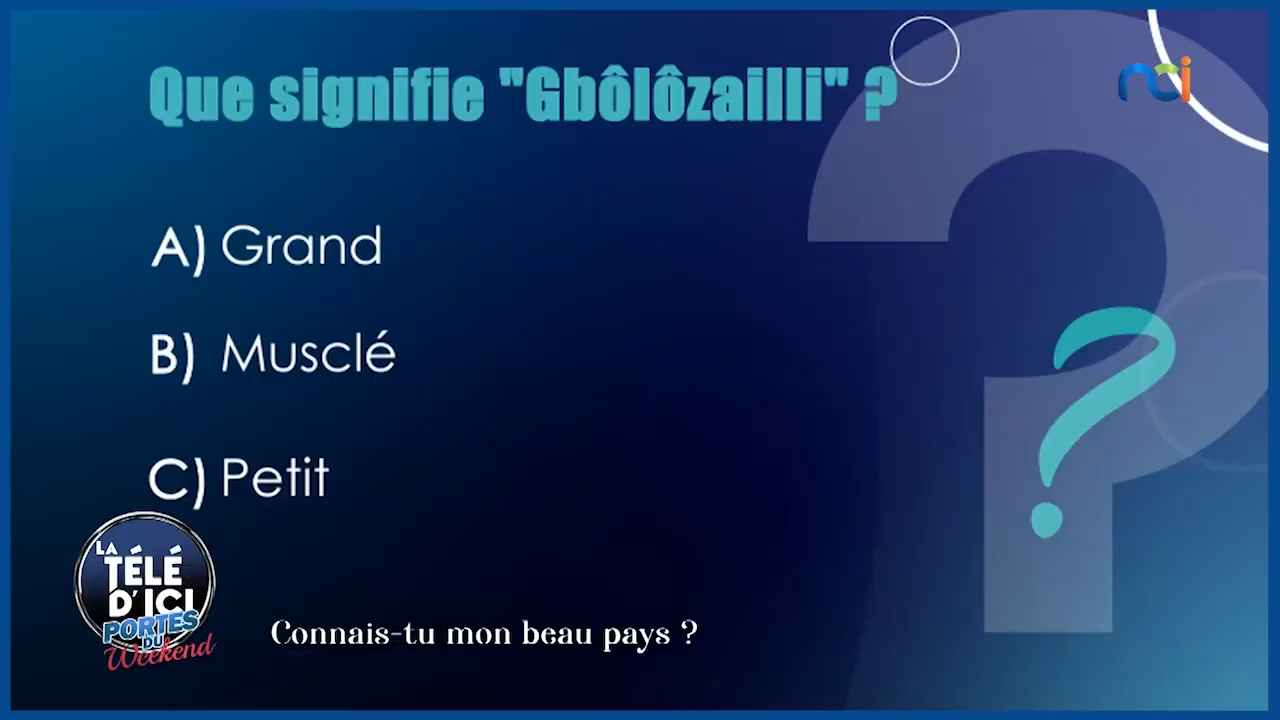 Que signifie "Gbôlôzailli" ?
nci
A) Grand
B) Musclé
C) Petit
LA
TÉLÉ
D'ICI
PORTES
DU
Weekend
Connais-tu mon beau pays ?